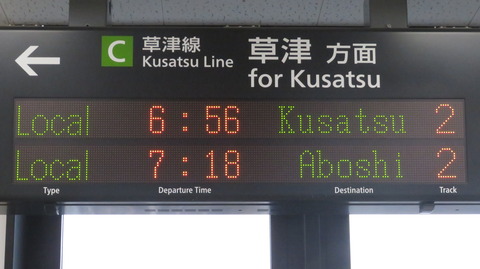 C 草津線 草津 方面
Kusatsu Line for Kusatsu
Local 6:56 Kusatsu 2
Local 7:18 Aboshi 2
Type Departure Time Destination Track